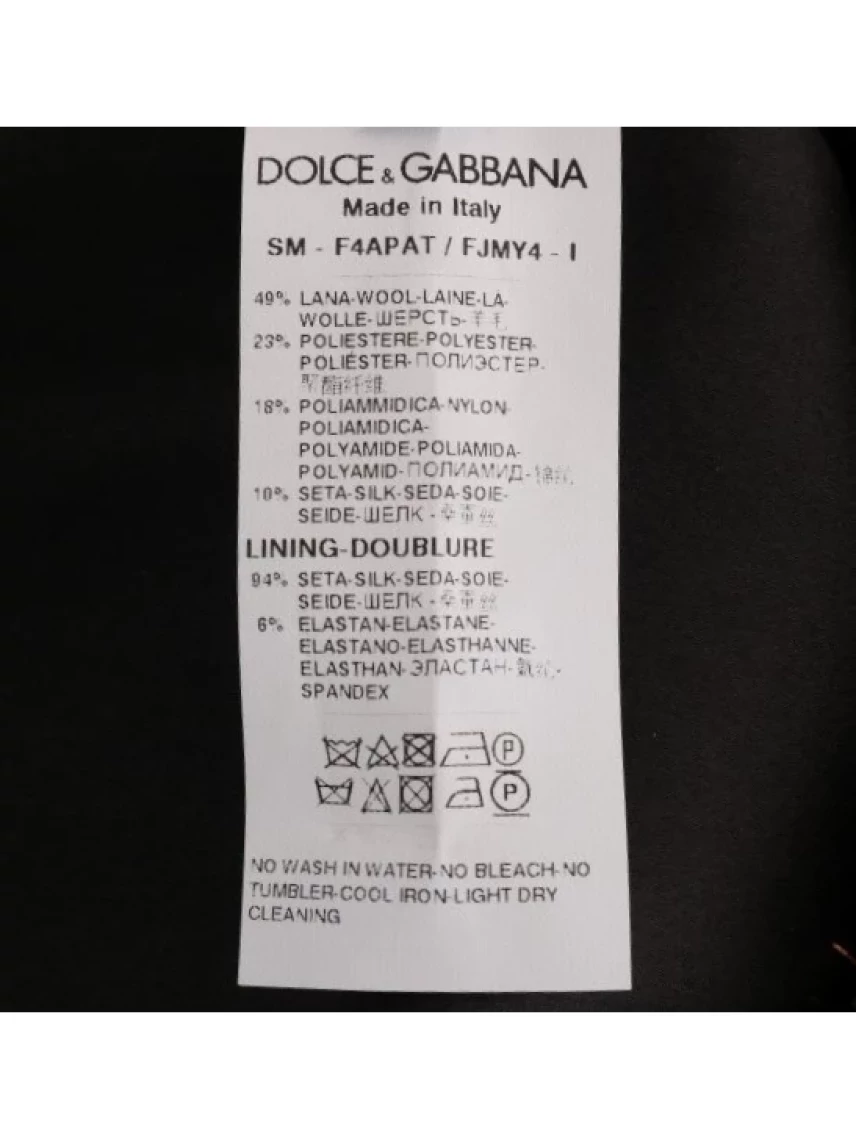 DOLCE & GABBANA
Made in Italy
SM - F4APAT / FJMY4 - I
49% LANA-WOOL-LAINE-LA-
WOLLE-ШЕРСТЬ-羊毛
23% POLIESTERE-POLYESTER-
POLIÉSTER-ПОЛИЭСТЕР-
聚酯纤维
18% POLIAMMIDICA-NYLON-
POLIAMIDICA-
POLYAMIDE-POLIAMIDA-
POLYAMID-ПОЛИАМИД-锦纶
10% SETA-SILK-SEDA-SOIE-
SEIDE-ШЕЛК-桑蚕丝
LINING-DOUBLURE
94% SETA-SILK-SEDA-SOIE-
SEIDE-ШЕЛК-桑蚕丝
6% ELASTAN-ELASTANE-
ELASTANO-ELASTHANNE-
ELASTHAN-ЭЛАСТАН-氨纶-
SPANDEX
P
P
NO WASH IN WATER-NO BLEACH-NO
TUMBLER-COOL IRON-LIGHT DRY
CLEANING